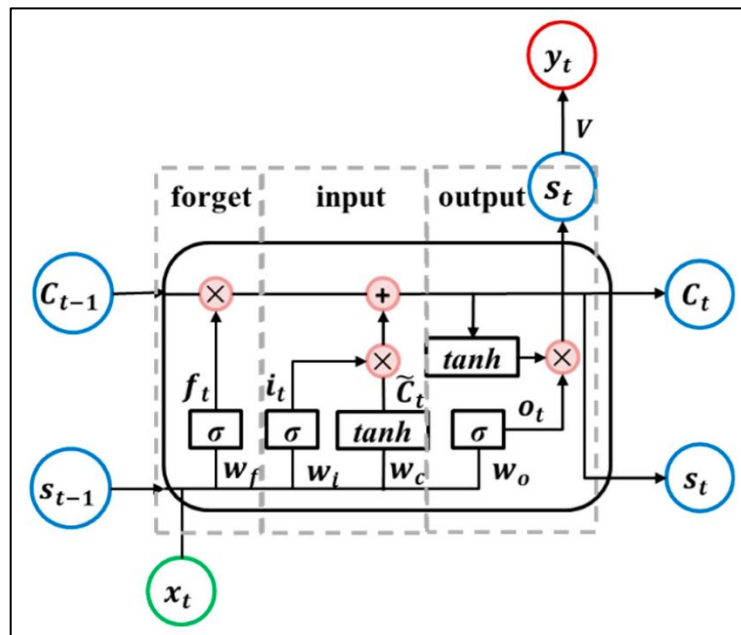 y_t
V
s_t
forget input output
C_{t-1} × + C_t
× tanh ×
f_t i_t C̃_t o_t
σ σ tanh σ
s_{t-1} w_f w_i w_c w_o s_t
x_t